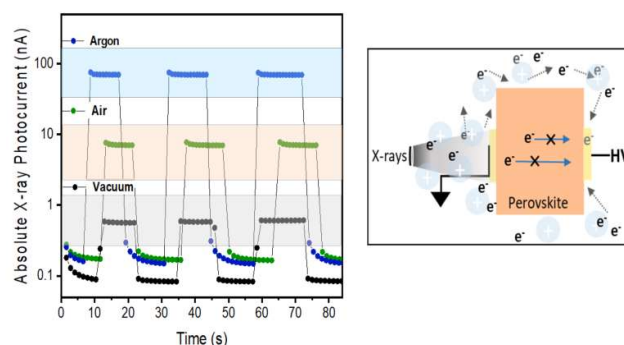 Absolute X-ray Photocurrent (nA)
100
10
1
0.1
Argon
Air
Vacuum
0 10 20 30 40 50 60 70 80
Time (s)
e- e- e- e-
e- e- e-
e- e- e-
X-rays
e-
e-
HV
Perovskite
e-
e-